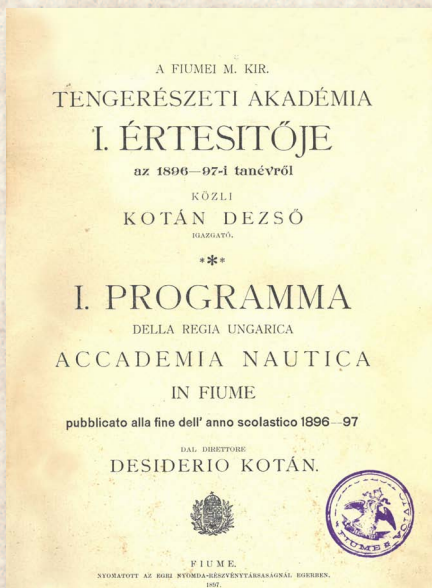 A FIUMEI M. KIR.
TENGERÉSZETI AKADÉMIA
I. ÉRTESITŐJE
az 1896—97-i tanévről
KÖZLI
KOTÁN DEZSŐ
IGAZGATÓ.
I. PROGRAMMA
DELLA REGIA UNGARICA
ACCADEMIA NAUTICA
IN FIUME
pubblicato alla fine dell' anno scolastico 1896—97
DAL DIRETTORE
DESIDERIO KOTÁN.
FIUME
FIUME,
NYOMATOTT AZ EGRI NYOMDA-RÉSZVÉNYTÁRSASÁGNÁL EGERBEN.
1897.